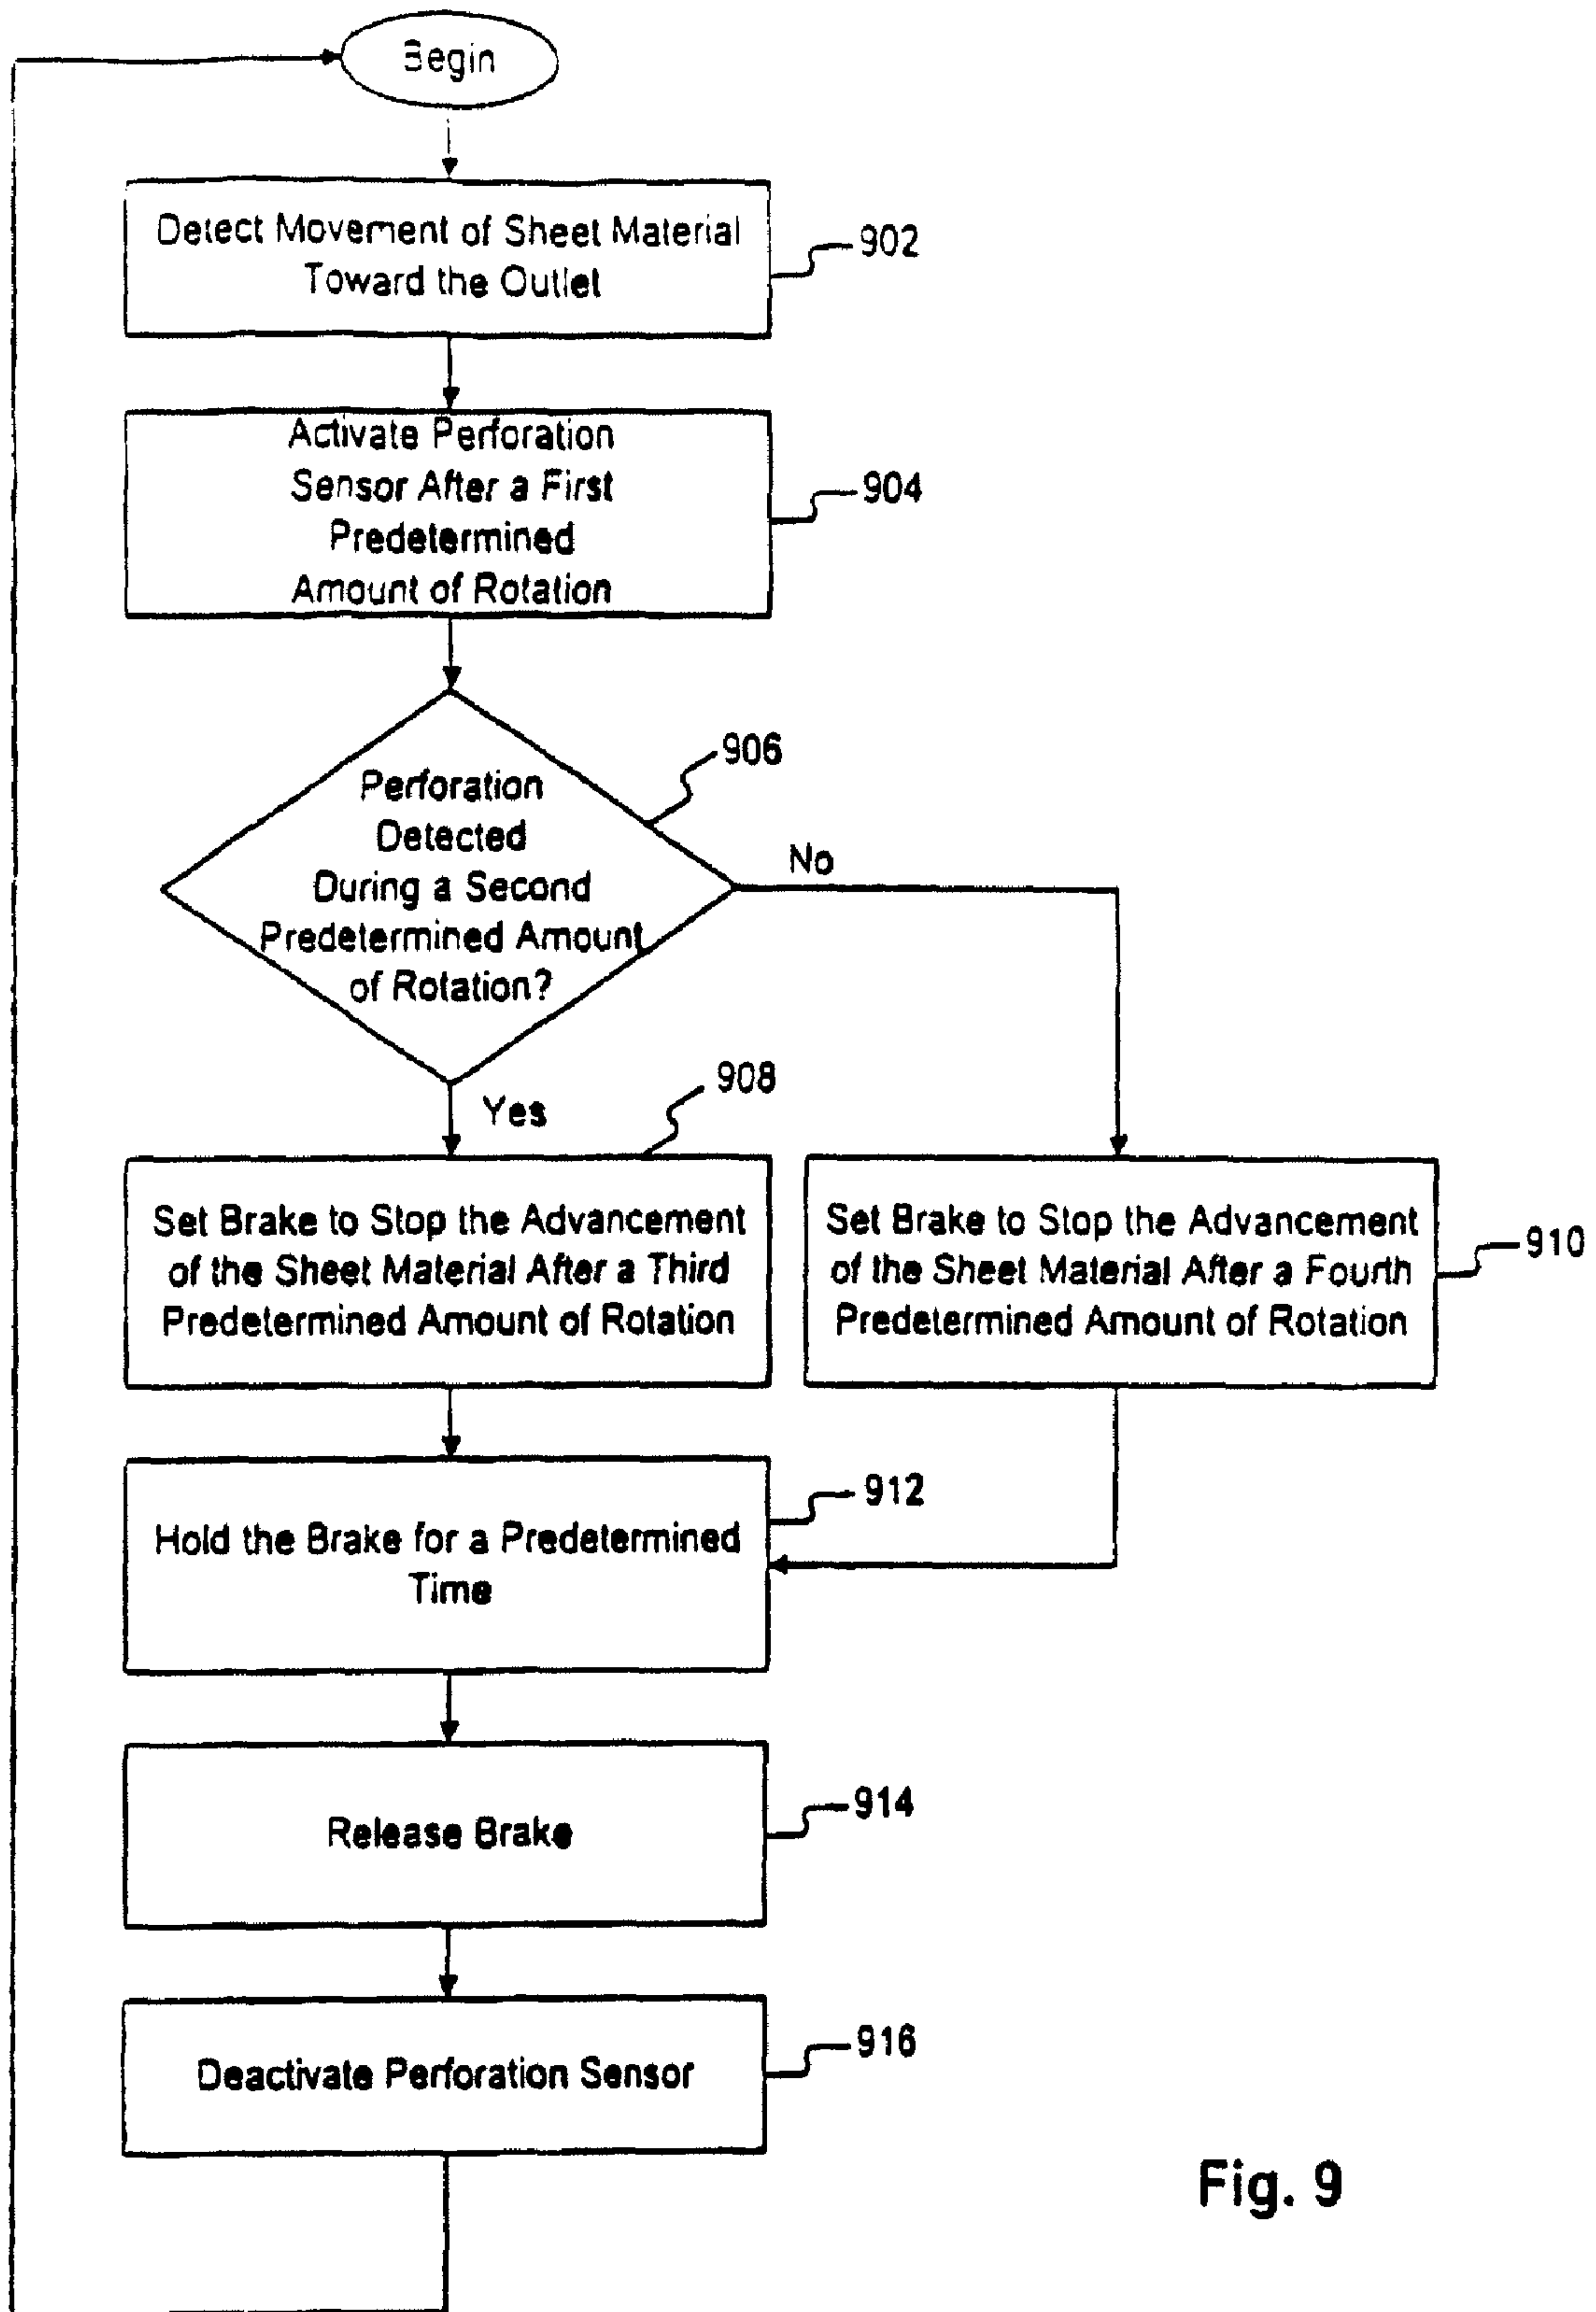 Begin
Detect Movement of Sheet Material
Toward the Outlet
902
Activate Perforation
Sensor After a First
Predetermined
Amount of Rotation
904
906
Perforation
Detected
During a Second
Predetermined Amount
of Rotation?
No
Yes
908
Set Brake to Stop the Advancement
of the Sheet Material After a Third
Predetermined Amount of Rotation
Set Brake to Stop the Advancement
of the Sheet Material After a Fourth
Predetermined Amount of Rotation
910
Hold the Brake for a Predetermined
Time
912
Release Brake
914
Deactivate Perforation Sensor
916
Fig. 9